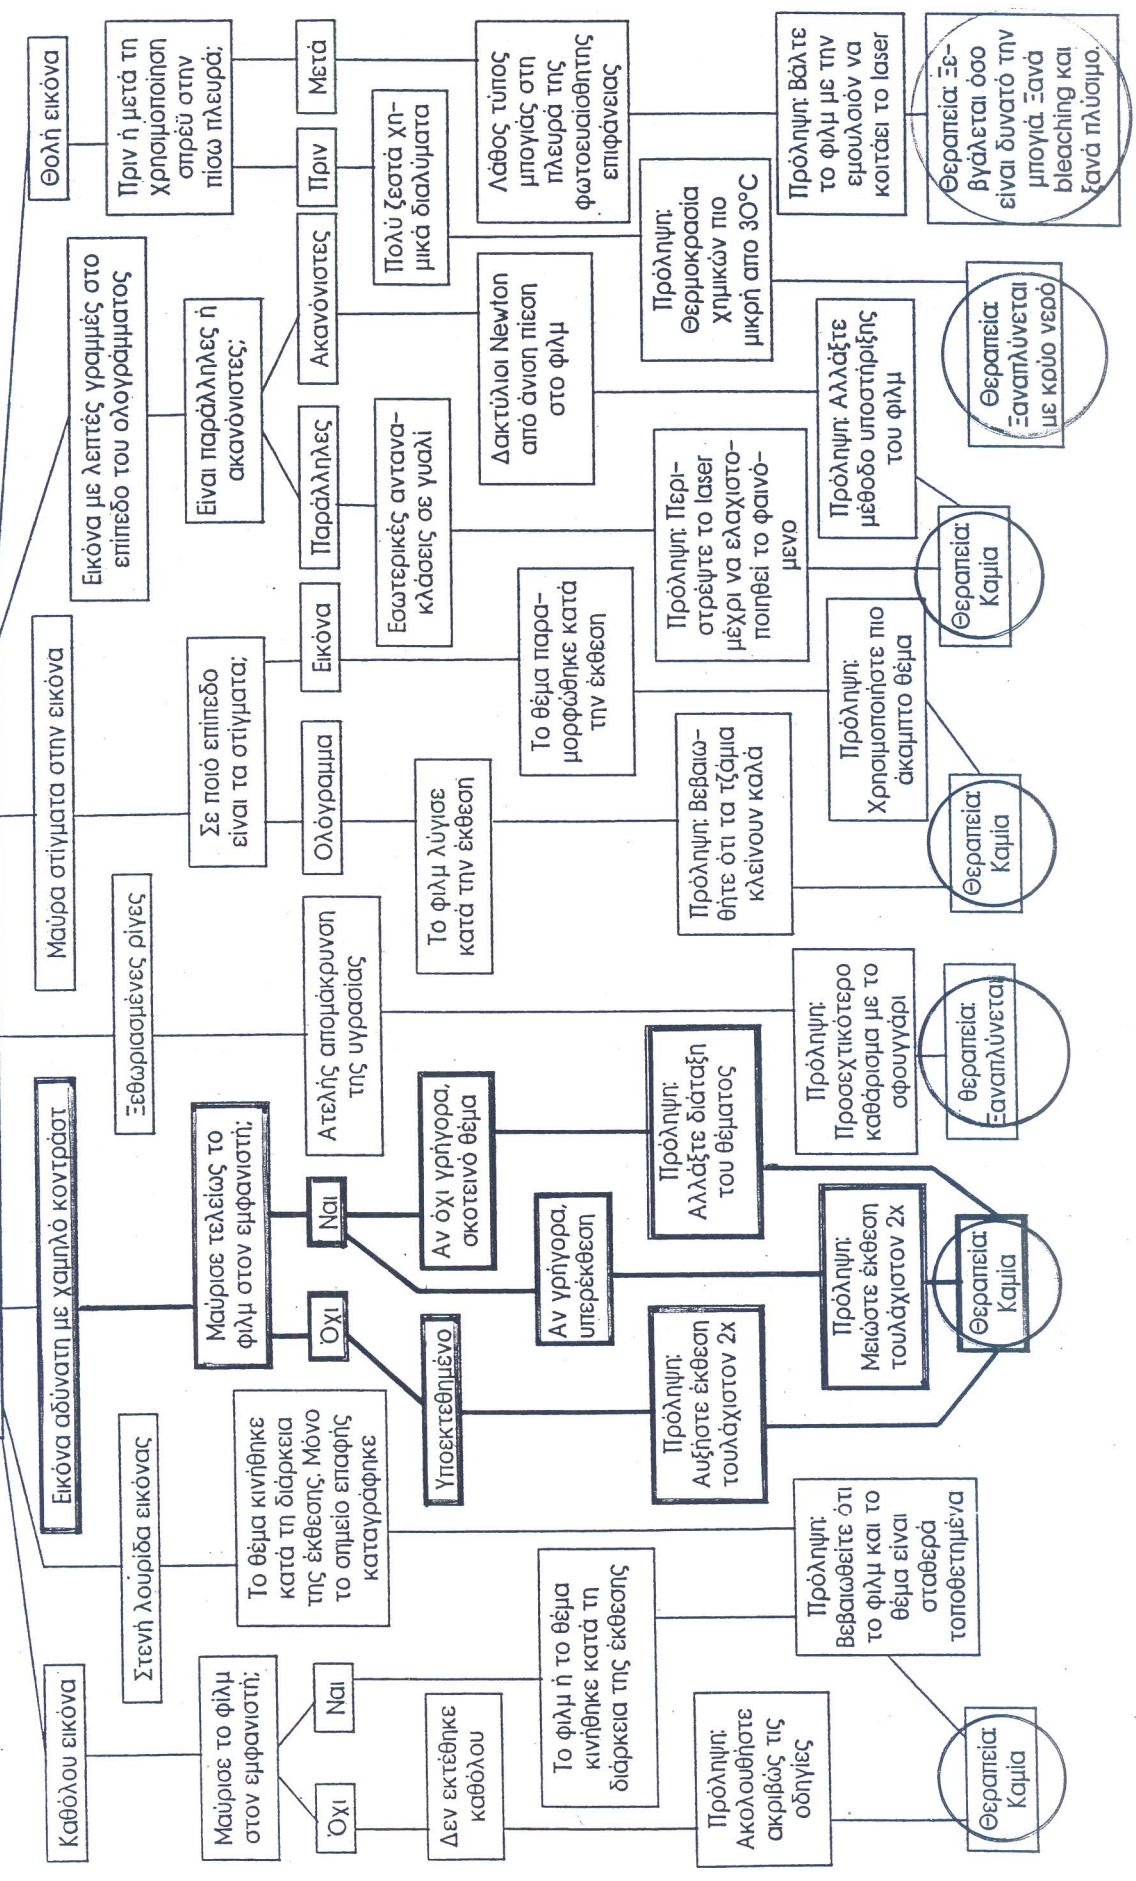 Καθόλου εικόνα
Μαύρισε το φιλμ
στον εμφανιστή;
Όχι
Ναι
Δεν εκτέθηκε
καθόλου
Το φιλμ ή το θέμα
κινήθηκε κατά τη
διάρκεια της έκθεσης
Πρόληψη:
Ακολουθήστε
ακριβώς τις
οδηγίες
Θεραπεία:
Καμία
Στενή λουρίδα εικόνας
Το θέμα κινήθηκε
κατά τη διάρκεια
της έκθεσης. Μόνο
το σημείο επαφής
καταγράφηκε
Πρόληψη:
Βεβαιωθείτε ότι
το φιλμ και το
θέμα είναι
σταθερά
τοποθετημένα
Εικόνα αδύνατη με χαμηλό κοντράστ
Μαύρισε τελείως το
φιλμ στον εμφανιστή;
Όχι
Ναι
Υποεκτεθημένο
Αν γρήγορα,
υπερέκθεση
Αν όχι γρήγορα,
σκοτεινό θέμα
Πρόληψη:
Αυξήστε έκθεση
τουλάχιστον 2x
Πρόληψη:
Μειώστε έκθεση
τουλάχιστον 2x
Πρόληψη:
Αλλάξτε διάταξη
του θέματος
Θεραπεία:
Καμία
Ξεθωριασμένες ρίγες
Ατελής απομάκρυνση
της υγρασίας
Πρόληψη:
Προσεχτικότερο
καθάρισμα με το
σφουγγάρι
θεραπεία:
Ξαναπλύνεται
Μαύρα στίγματα στην εικόνα
Σε ποιό επίπεδο
είναι τα στίγματα;
Ολόγραμμα
Εικόνα
Το φιλμ λύγισε
κατά την έκθεση
Το θέμα παρα-
μορφώθηκε κατά
την έκθεση
Πρόληψη: Βεβαιω-
θήτε ότι τα τζάμια
κλείνουν καλά
Πρόληψη:
Χρησιμοποιήστε πιο
άκαμπτο θέμα
Θεραπεία:
Καμία
Εικόνα με λεπτές γραμμές στο
επίπεδο του ολογράμματος
Είναι παράλληλες ή
ακανόνιστες;
Παράλληλες
Ακανόνιστες
Εσωτερικές αντανα-
κλάσεις σε γυαλί
Δακτύλιοι Newton
από άνιση πίεση
στο φιλμ
Πρόληψη: Περι-
στρέψτε το laser
μέχρι να ελαχιστο-
ποιηθεί το φαινό-
μενο
Πρόληψη: Αλλάξτε
μέθοδο υποστήριξης
του φιλμ
Θεραπεία:
Καμία
Θολή εικόνα
Πριν ή μετά τη
Χρησιμοποίηση
σπρέυ στην
πίσω πλευρά;
Πριν
Μετά
Πολύ ζεστά χη-
μικά διαλύματα
Λάθος τύπος
μπογιάς στη
πλευρά της
φωτοευαίσθητης
επιφάνειας
Πρόληψη:
Θερμοκρασία
χημικών πιο
μικρή απο 30°C
Πρόληψη: Βάλτε
το φιλμ με την
εμουλσιόν να
κοιτάει το laser
Θεραπεία:
Ξαναπλύνεται
με κρύο νερό
Θεραπεία: Ξε-
βγάλεται όσο
είναι δυνατό την
μπογιά Ξανά
bleaching και
ξανά πλύσιμο.